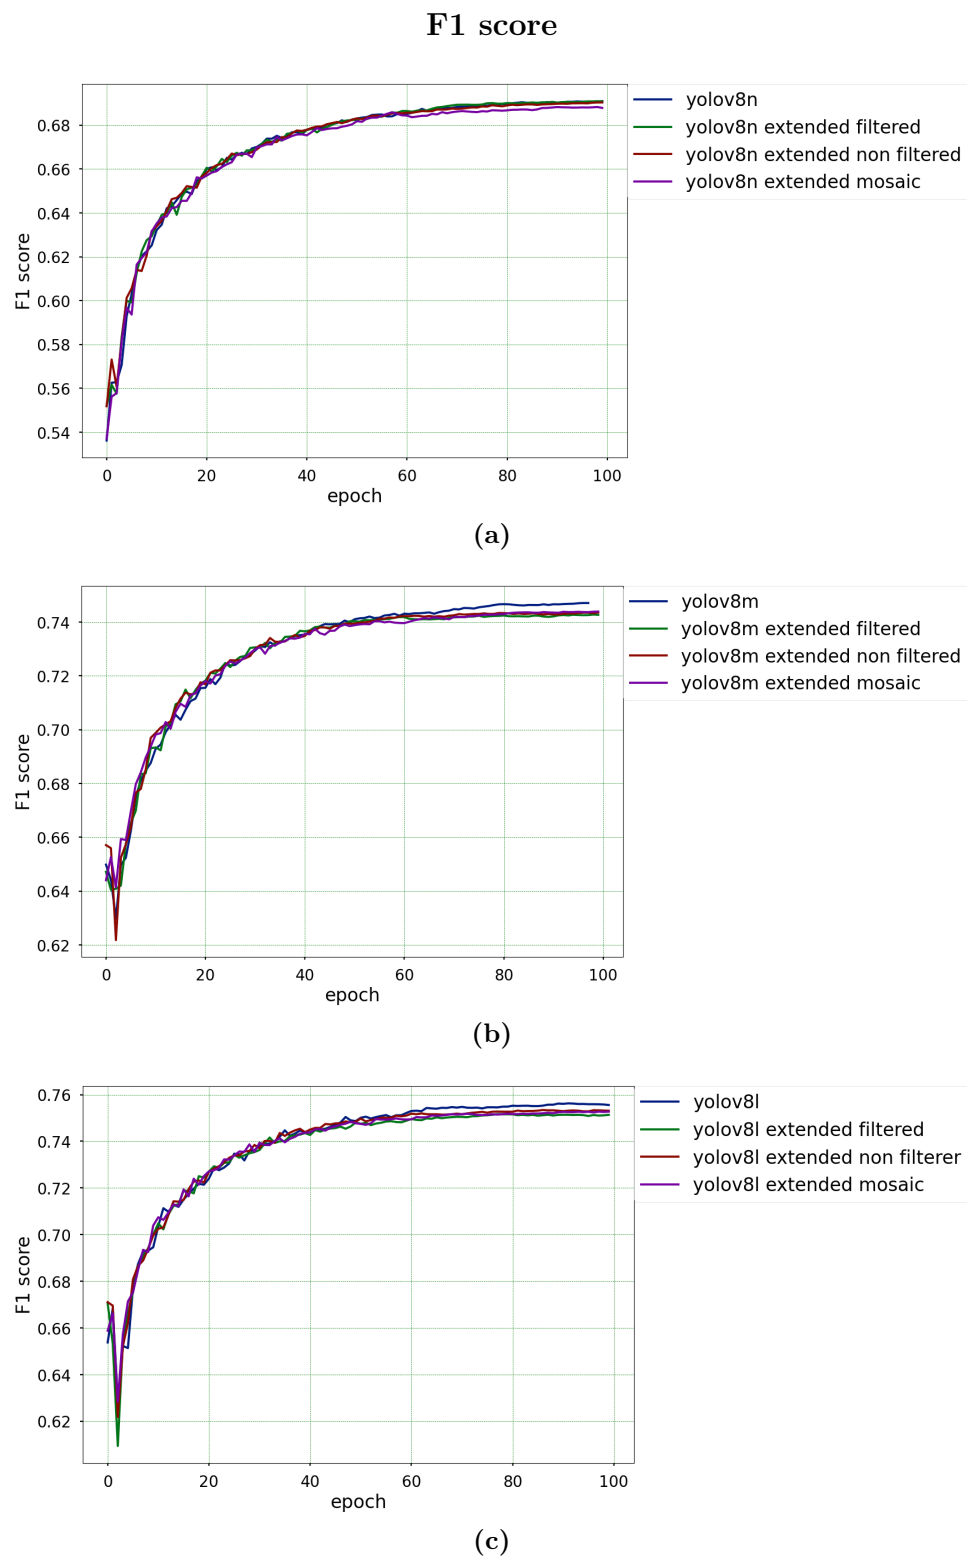 F1 score
0.68
0.66
0.64
0.62
0.60
0.58
0.56
0.54
F1 score
0 20 40 60 80 100
epoch
yolov8n
yolov8n extended filtered
yolov8n extended non filtered
yolov8n extended mosaic
(a)
0.74
0.72
0.70
0.68
0.66
0.64
0.62
F1 score
0 20 40 60 80 100
epoch
yolov8m
yolov8m extended filtered
yolov8m extended non filtered
yolov8m extended mosaic
(b)
0.76
0.74
0.72
0.70
0.68
0.66
0.64
0.62
F1 score
0 20 40 60 80 100
epoch
yolov8l
yolov8l extended filtered
yolov8l extended non filterer
yolov8l extended mosaic
(c)